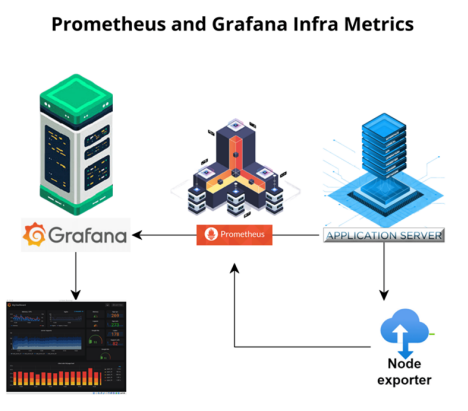 Prometheus and Grafana Infra Metrics
Grafana
Prometheus
APPLICATION SERVER
Node
exporter